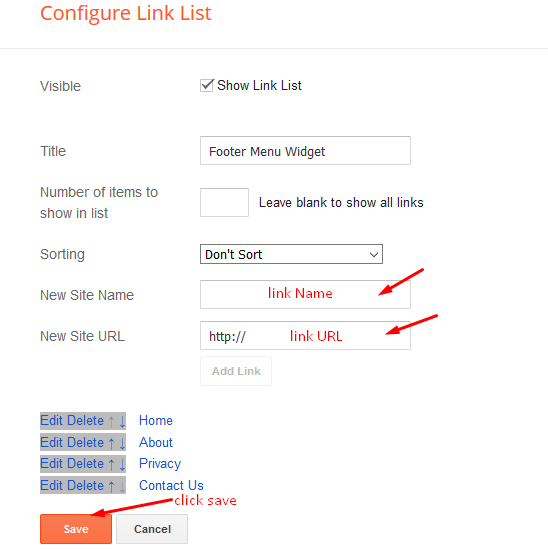 Configure Link List
Visible Show Link List
Title Footer Menu Widget
Number of items to
show in list Leave blank to show all links
Sorting Don't Sort
New Site Name link Name
New Site URL http:// link URL
Add Link
Edit Delete ↑ ↓ Home
Edit Delete ↑ ↓ About
Edit Delete ↑ ↓ Privacy
Edit Delete ↑ ↓ Contact Us
click save
Save Cancel